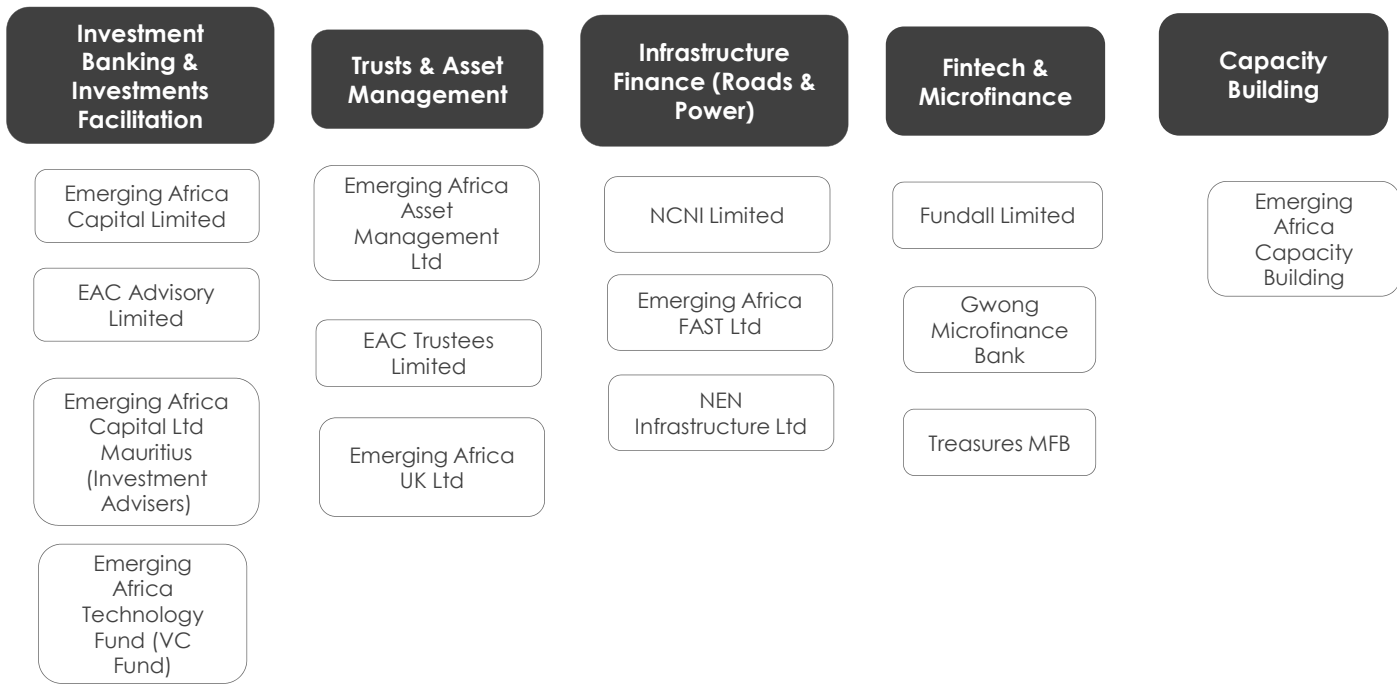 Investment
Banking &
Investments
Facilitation
Emerging Africa
Capital Limited
EAC Advisory
Limited
Emerging Africa
Capital Ltd
Mauritius
(Investment
Advisers)
Emerging
Africa
Technology
Fund (VC
Fund)
Trusts & Asset
Management
Emerging Africa
Asset
Management
Ltd
EAC Trustees
Limited
Emerging Africa
UK Ltd
Infrastructure
Finance (Roads &
Power)
NCNI Limited
Emerging Africa
FAST Ltd
NEN
Infrastructure Ltd
Fintech &
Microfinance
Fundall Limited
Gwong
Microfinance
Bank
Treasures MFB
Capacity
Building
Emerging
Africa
Capacity
Building